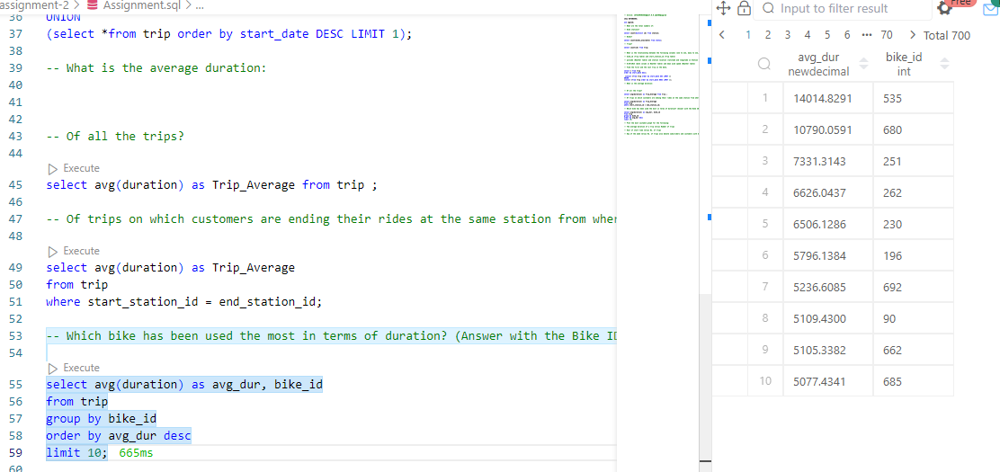 assignment-2 > Assignment.sql > ...
36 UNION
37 (select *from trip order by start_date DESC LIMIT 1);
38
39 -- What is the average duration:
40
41
42
43 -- Of all the trips?
44
Execute
45 select avg(duration) as Trip_Average from trip ;
46
47 -- Of trips on which customers are ending their rides at the same station from wher
48
Execute
49 select avg(duration) as Trip_Average
50 from trip
51 where start_station_id = end_station_id;
52
53 -- Which bike has been used the most in terms of duration? (Answer with the Bike ID
54
Execute
55 select avg(duration) as avg_dur, bike_id
56 from trip
57 group by bike_id
58 order by avg_dur desc
59 limit 10; 665ms
60
Input to filter result Free
< 1 2 3 4 5 6 ••• 70 > Total 700
avg_dur bike_id
newdecimal int
1 14014.8291 535
2 10790.0591 680
3 7331.3143 251
4 6626.0437 262
5 6506.1286 230
6 5796.1384 196
7 5236.6085 692
8 5109.4300 90
9 5105.3382 662
10 5077.4341 685